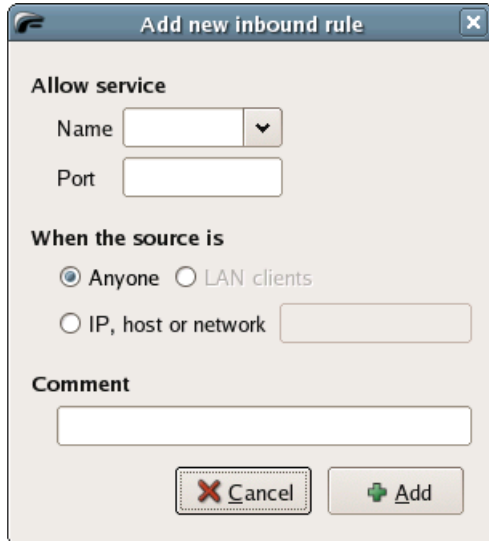 Add new inbound rule
Allow service
Name
Port
When the source is
Anyone LAN clients
IP, host or network
Comment
Cancel Add